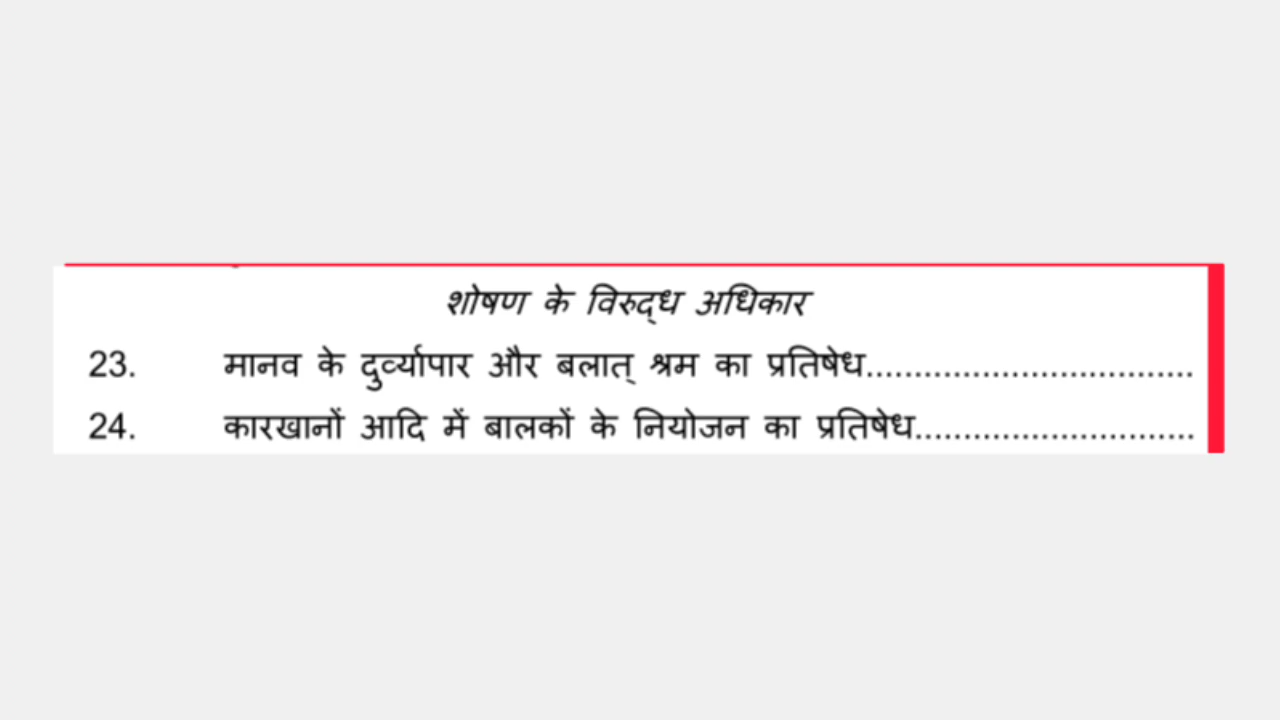 शोषण के विरुद्ध अधिकार
23. मानव के दुर्व्यापार और बलात् श्रम का प्रतिषेध..................................
24. कारखानों आदि में बालकों के नियोजन का प्रतिषेध.............................